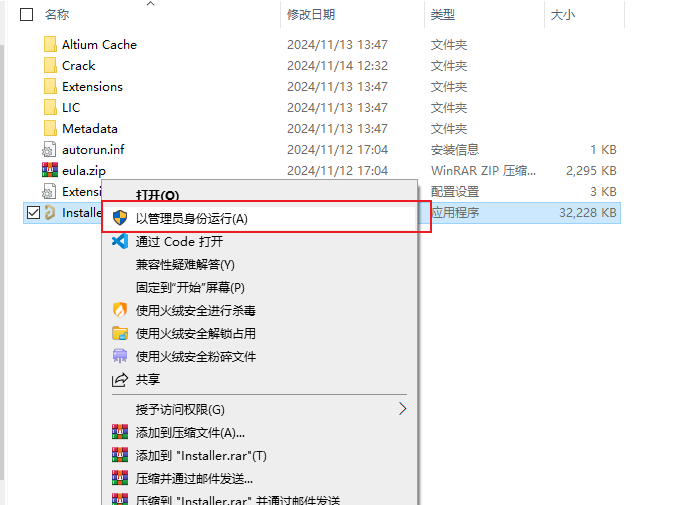 名称 修改日期 类型 大小
Altium Cache 2024/11/13 13:47 文件夹
Crack 2024/11/14 12:32 文件夹
Extensions 2024/11/13 13:47 文件夹
LIC 2024/11/13 13:47 文件夹
Metadata 2024/11/13 13:47 文件夹
autorun.inf 2024/11/12 17:04 安装信息 1 KB
eula.zip 2024/11/12 17:04 WinRAR ZIP 压缩... 2,295 KB
Extens 配置设置 3 KB
Installe 应用程序 32,228 KB
打开(O)
以管理员身份运行(A)
通过 Code 打开
兼容性疑难解答(Y)
固定到"开始"屏幕(P)
使用火绒安全进行杀毒
使用火绒安全解锁占用
使用火绒安全粉碎文件
共享
授予访问权限(G)
添加到压缩文件(A)...
添加到 "Installer.rar"(T)
压缩并通过邮件发送...
压缩到 "Installer.rar" 并通过邮件发送